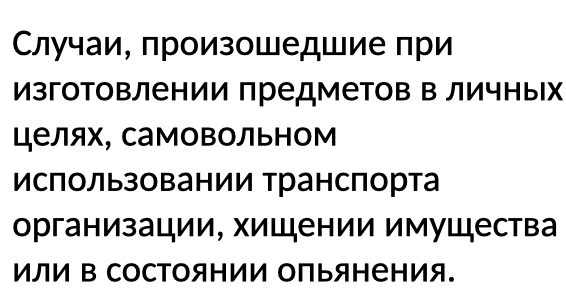 Случаи, произошедшие при
изготовлении предметов в личных
целях, самовольном
использовании транспорта
организации, хищении имущества
или в состоянии опьянения.